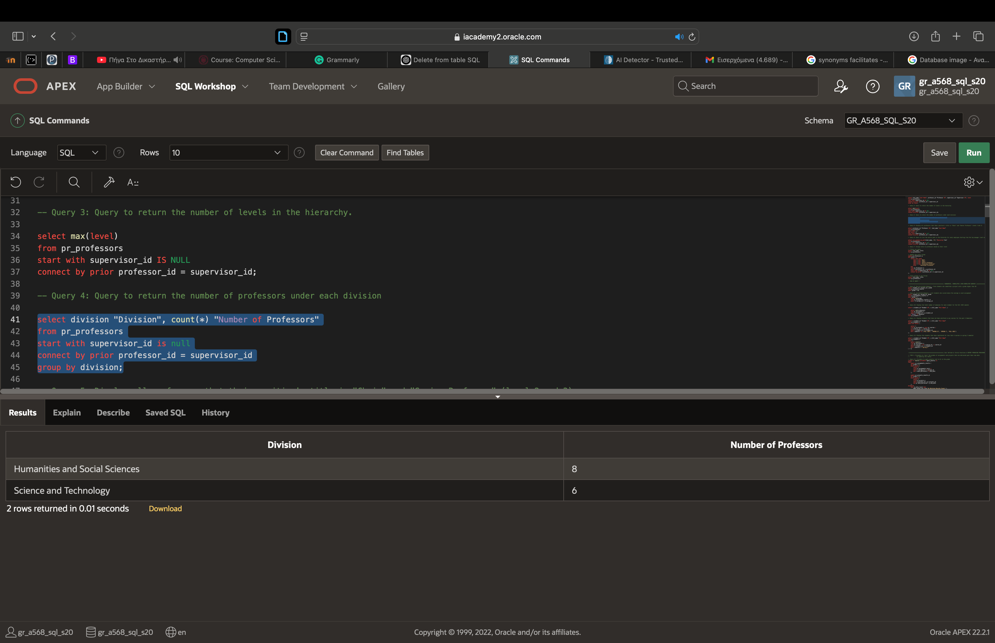 iacademy2.oracle.com
in
B
Πήγα Στο Δικαστήρ...
Course: Computer Sci...
Grammarly
Delete from table SQL
SQL Commands
AI Detector - Trusted...
Εισερχόμενα (4.689) -...
synonyms facilitates -...
Database image - Ανα...
APEX
App Builder
SQL Workshop
Team Development
Gallery
Search
GR
gr_a568_sql_s20
gr_a568_sql_s20
SQL Commands
Schema
GR_A568_SQL_S20
Language
SQL
Rows
10
Clear Command
Find Tables
Save
Run
A
31
32 -- Query 3: Query to return the number of levels in the hierarchy.
33
34 select max(level)
35 from pr_professors
36 start with supervisor_id IS NULL
37 connect by prior professor_id = supervisor_id;
38
39 -- Query 4: Query to return the number of professors under each division
40
41 select division "Division", count(*) "Number of Professors"
42 from pr_professors
43 start with supervisor_id is null
44 connect by prior professor_id = supervisor_id
45 group by division;
46
Results
Explain
Describe
Saved SQL
History
Division
Number of Professors
Humanities and Social Sciences
8
Science and Technology
6
2 rows returned in 0.01 seconds
Download
gr_a568_sql_s20
gr_a568_sql_s20
en
Copyright © 1999, 2022, Oracle and/or its affiliates.
Oracle APEX 22.2.1